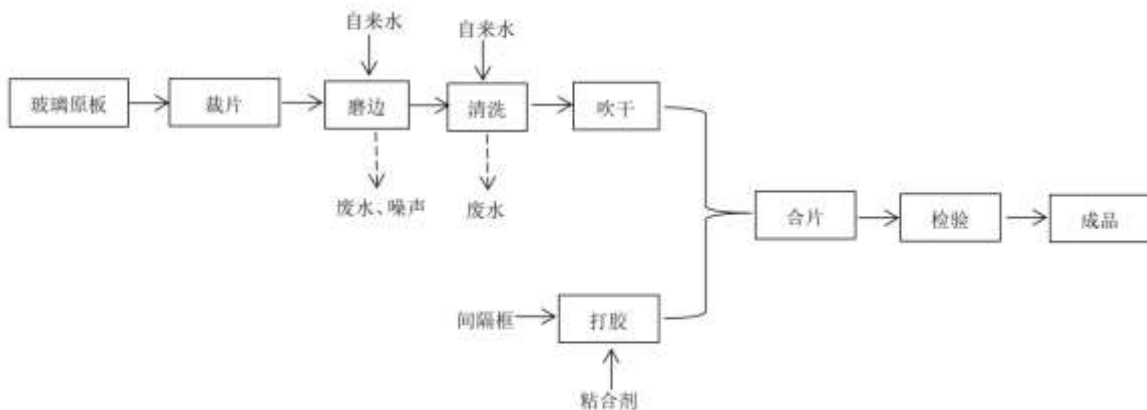 自来水
自来水
玻璃原板
裁片
磨边
清洗
吹干
废水、噪声
废水
合片
检验
成品
间隔框
打胶
粘合剂